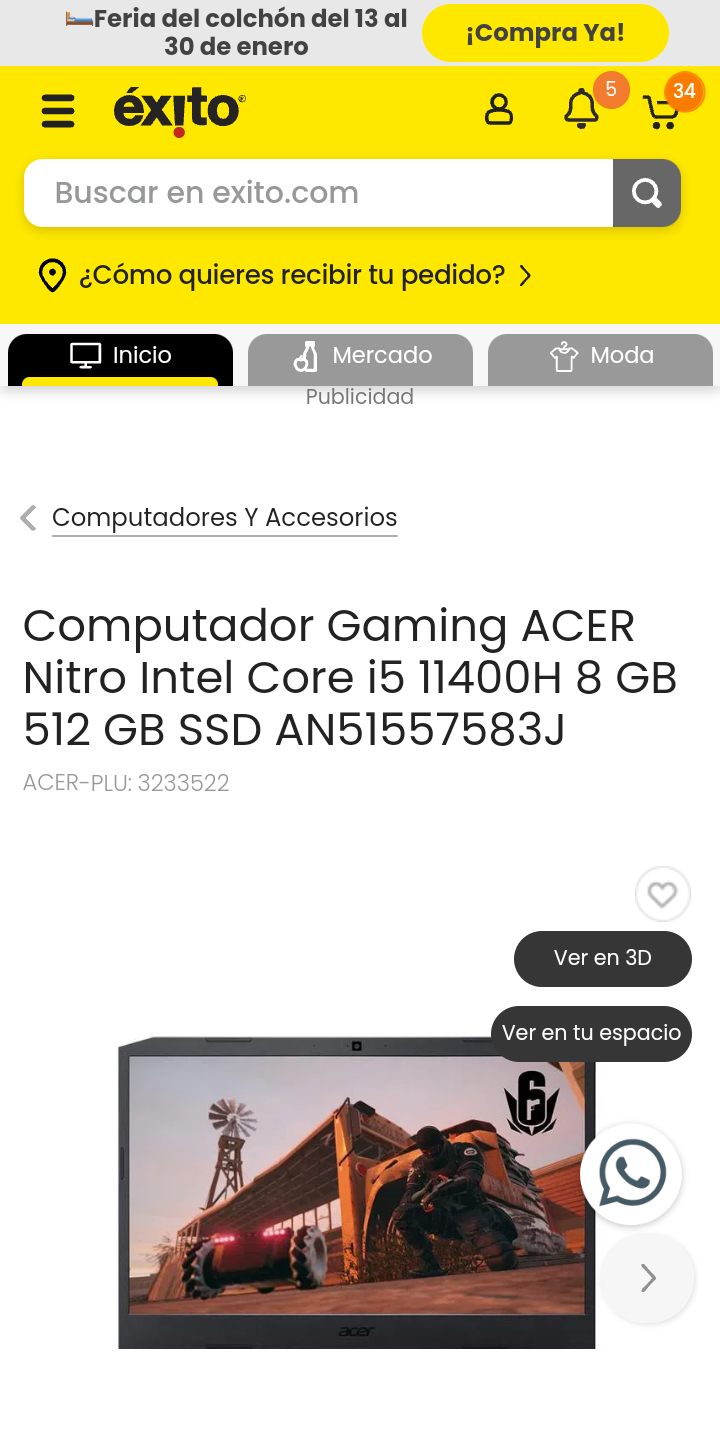 Feria del colchón del 13 al
30 de enero
¡Compra Ya!
éxito
5
34
Buscar en exito.com
¿Cómo quieres recibir tu pedido?
Inicio
Mercado
Moda
Publicidad
Computadores Y Accesorios
Computador Gaming ACER
Nitro Intel Core i5 11400H 8 GB
512 GB SSD AN51557583J
ACER-PLU: 3233522
Ver en 3D
Ver en tu espacio
6
acer